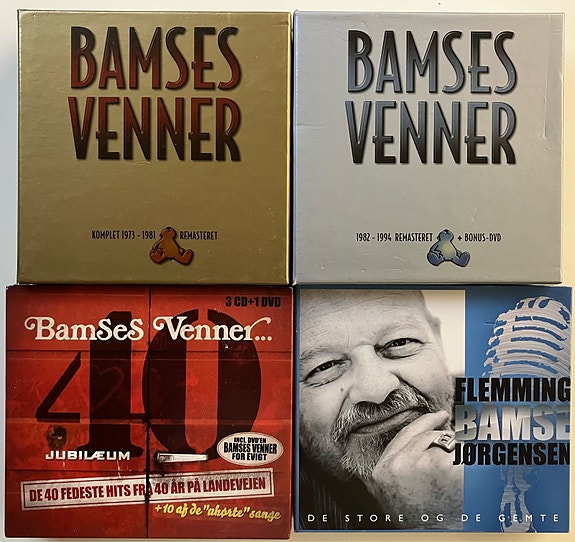 BAMSES
VENNER
KOMPLET 1973 - 1981 REMASTERET
BAMSES
VENNER
1982 - 1994 REMASTERET + BONUS-DVD
3 CD+1 DVD
BamSeS Venner...
40
JUBILÆUM
INCL. DVD'EN
BAMSES VENNER
FOR EVIGT
DE 40 FEDESTE HITS FRA 40 ÅR PÅ LANDEVEJEN
+10 af de "uhørte" sange
FLEMMING
BAMSE
JØRGENSEN
DE STORE OG DE GEMTE